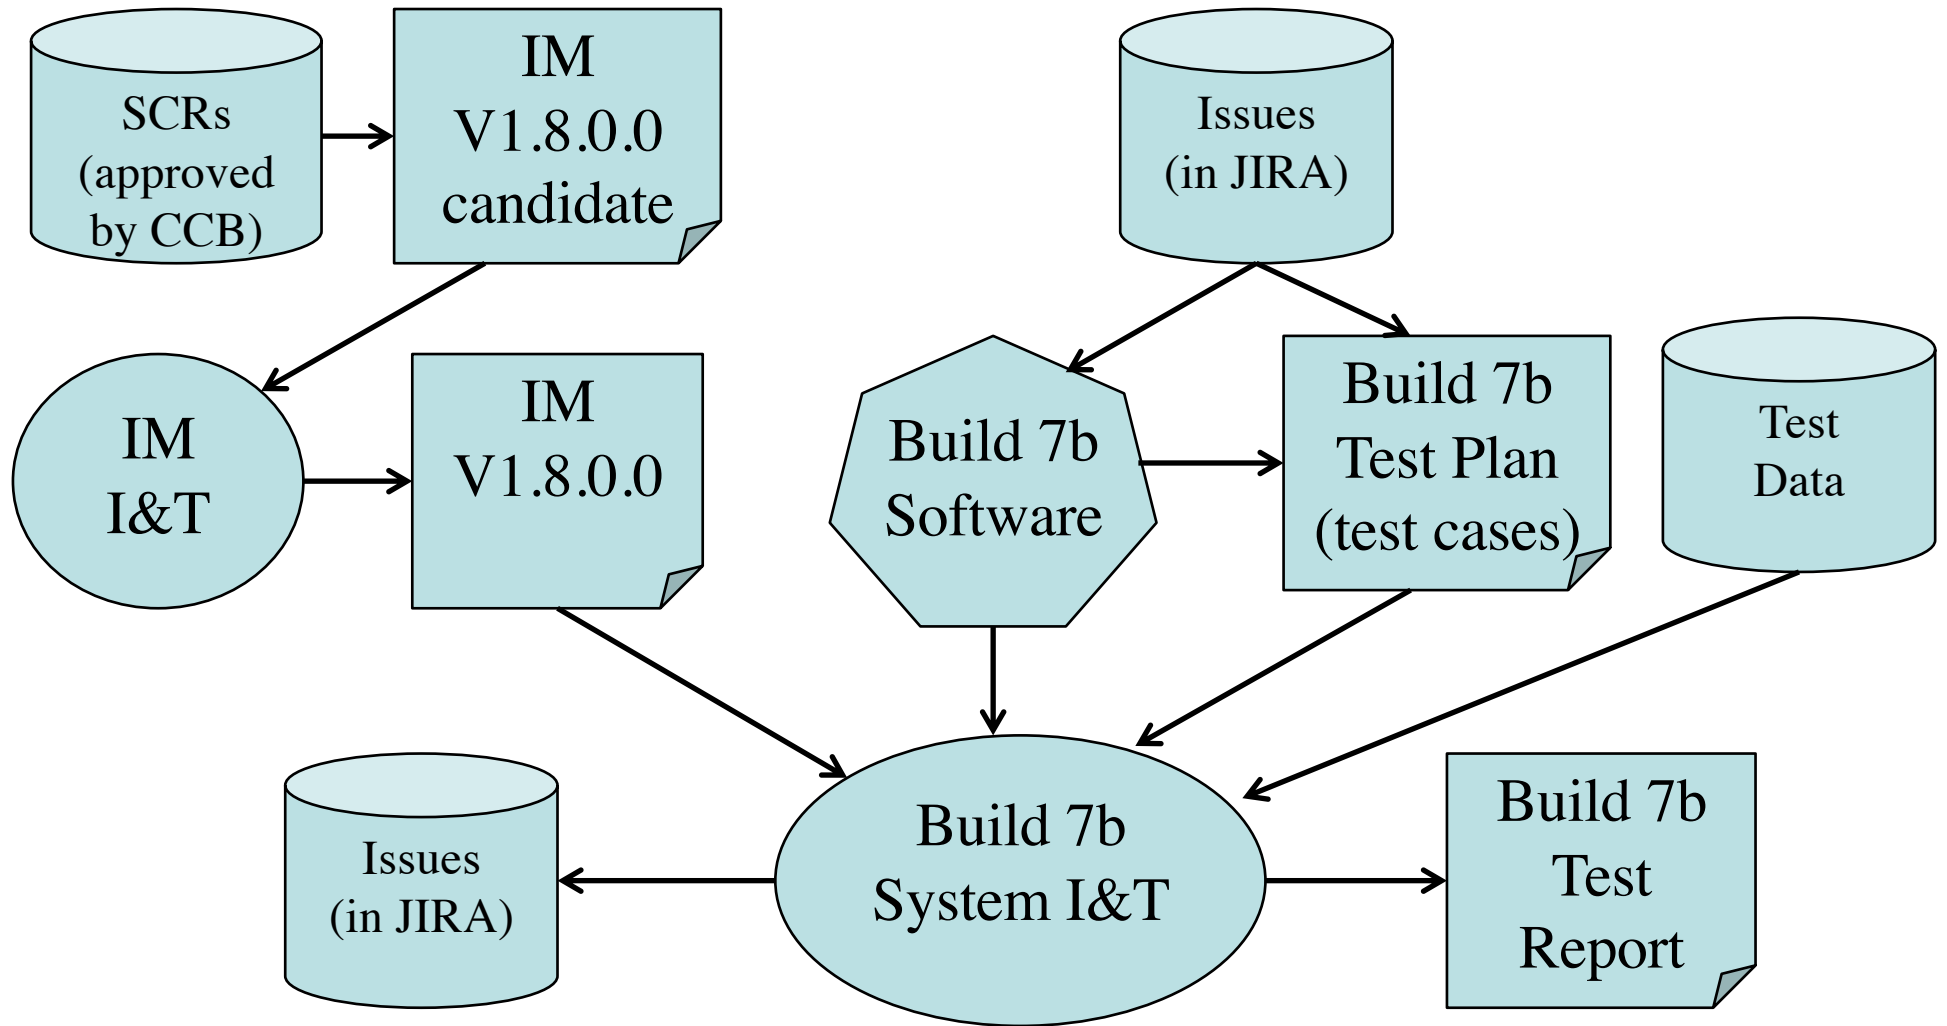 SCRs
(approved
by CCB)
IM
V1.8.0.0
candidate
Issues
(in JIRA)
IM
I&T
IM
V1.8.0.0
Build 7b
Software
Build 7b
Test Plan
(test cases)
Test
Data
Issues
(in JIRA)
Build 7b
System I&T
Build 7b
Test
Report